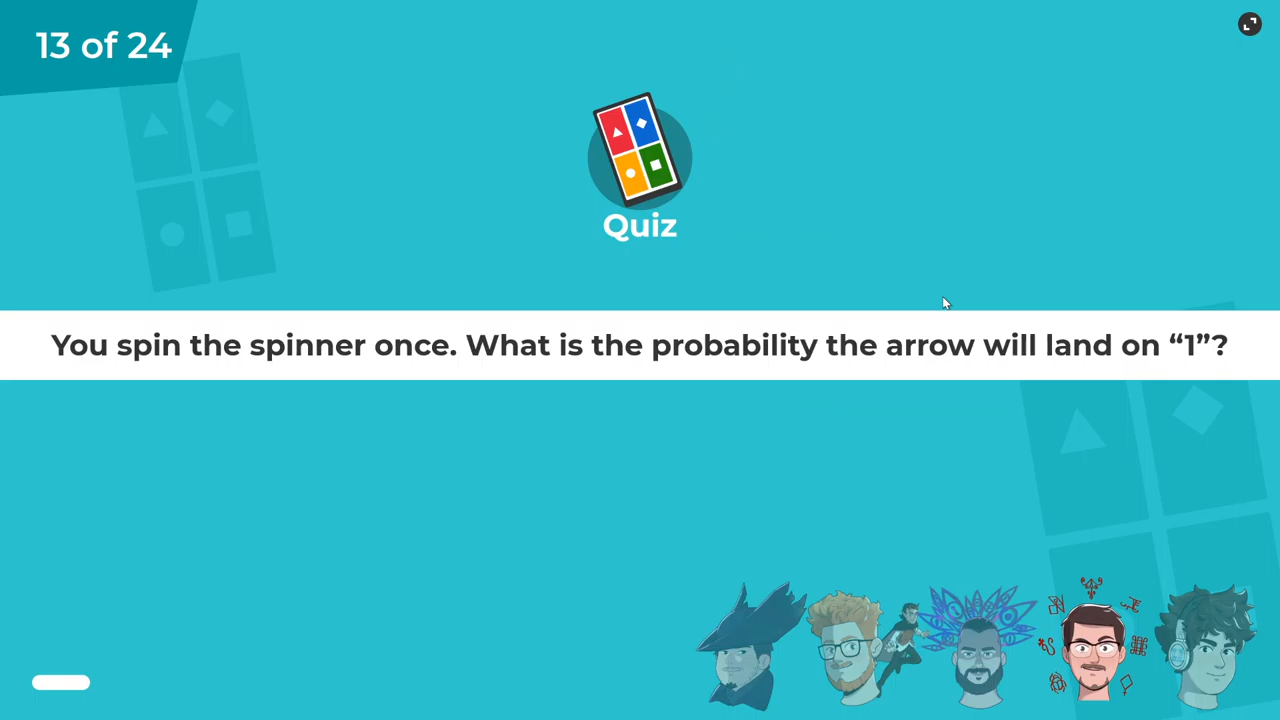 13 of 24
Quiz
You spin the spinner once. What is the probability the arrow will land on “1”?